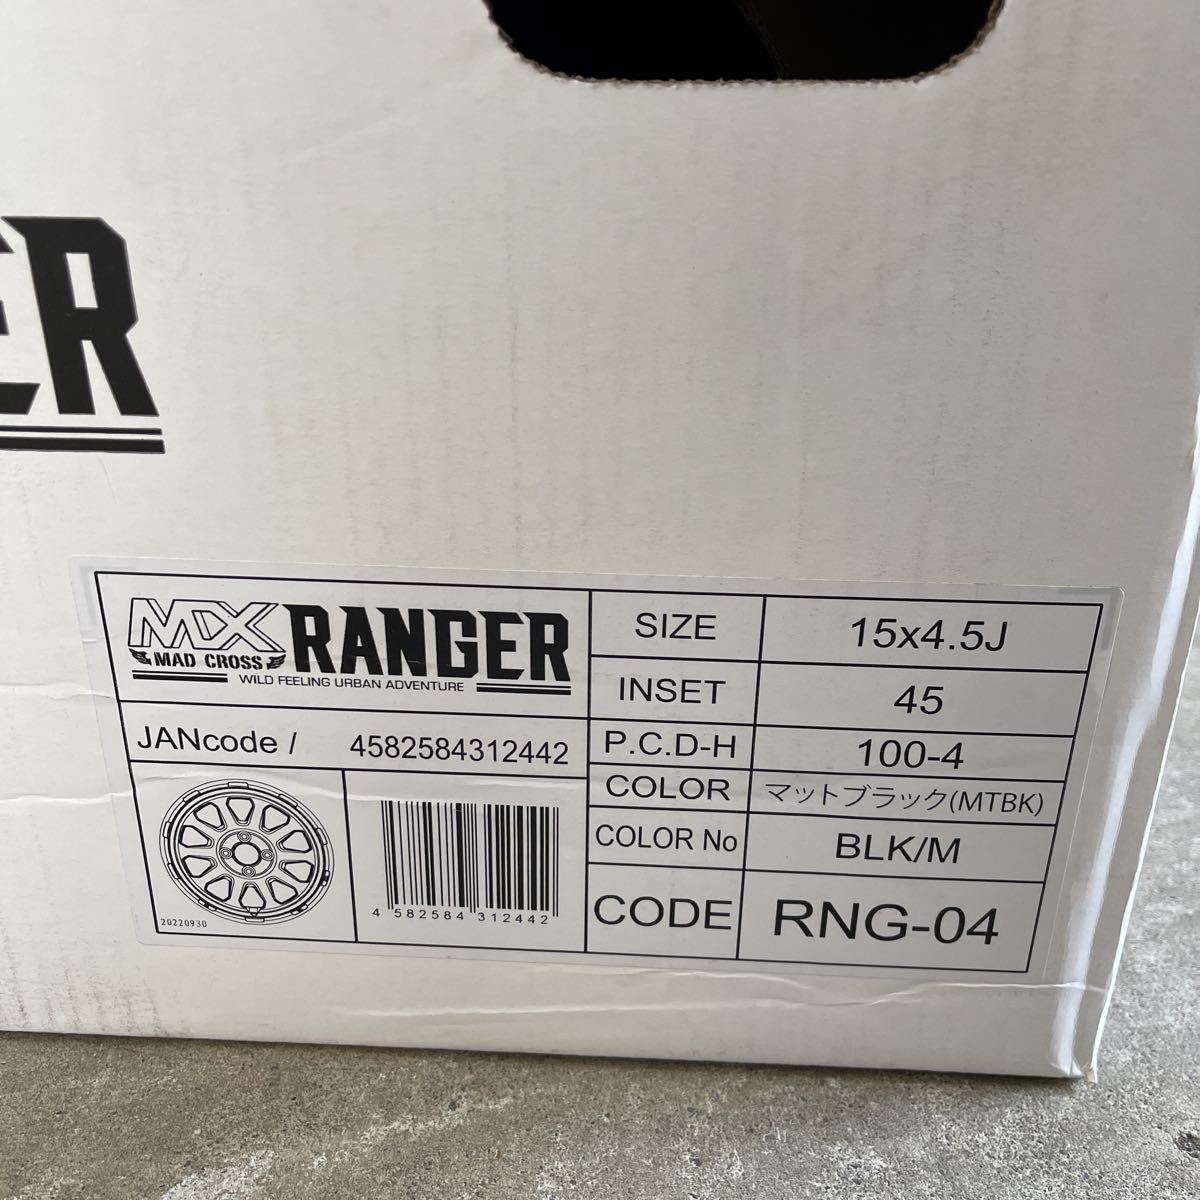 ER
MX RANGER
MAD CROSS
WILD FEELING URBAN ADVENTURE
JANcode / 4582584312442
20220930
4 582584 312442
SIZE 15x4.5J
INSET 45
P.C.D-H 100-4
COLOR マットブラック(MTBK)
COLOR No BLK/M
CODE RNG-04